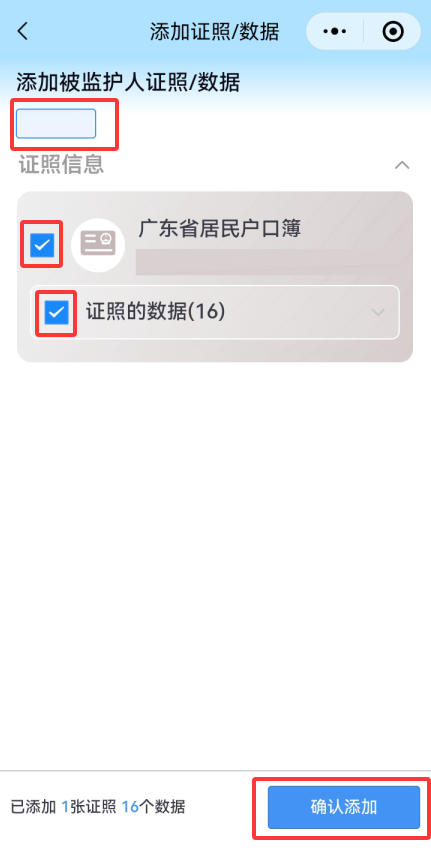 添加证照/数据
添加被监护人证照/数据
证照信息
广东省居民户口簿
证照的数据(16)
已添加 1张证照 16个数据
确认添加